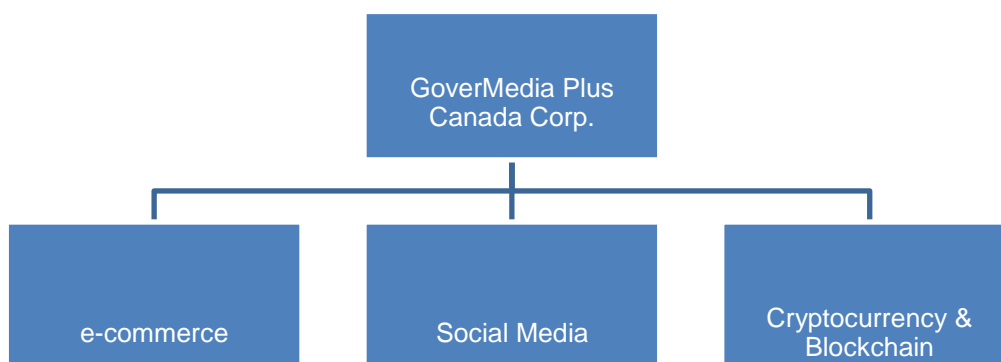 GoverMedia Plus
Canada Corp.
e-commerce
Social Media
Cryptocurrency &
Blockchain